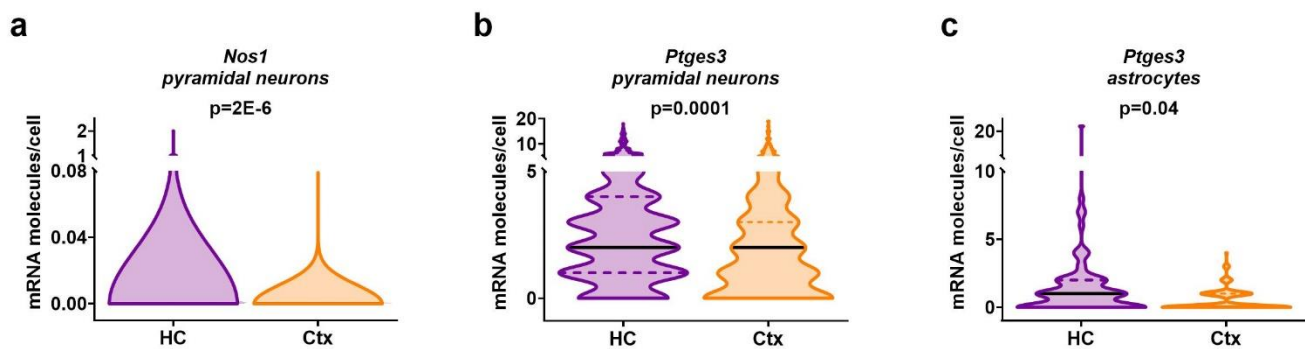 a
Nos1
pyramidal neurons
p=2E-6
mRNA molecules/cell
2
1
0.08
0.04
0.00
HC
Ctx
b
Ptges3
pyramidal neurons
p=0.0001
mRNA molecules/cell
20
10
5
0
HC
Ctx
c
Ptges3
astrocytes
p=0.04
mRNA molecules/cell
20
10
5
0
HC
Ctx